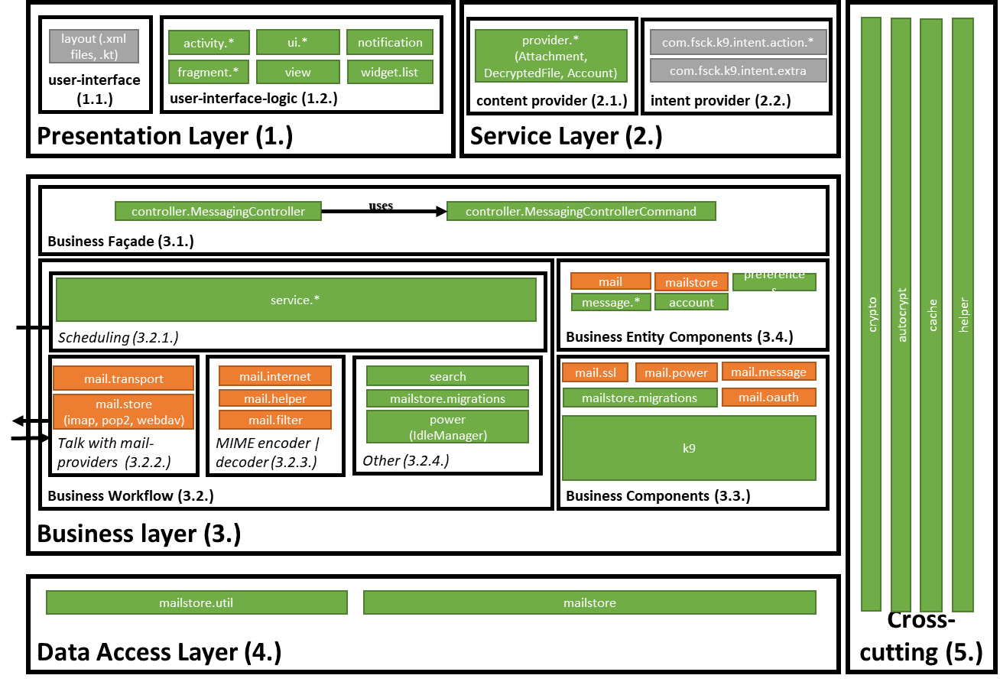 layout (.xml
files, .kt)
user-interface
(1.1.)
activity.*
ui.*
notification
fragment.*
view
widget.list
user-interface-logic (1.2.)
Presentation Layer (1.)
provider.*
(Attachment,
DecryptedFile, Account)
content provider (2.1.)
com.fsck.k9.intent.action.*
com.fsck.k9.intent.extra
intent provider (2.2.)
Service Layer (2.)
controller.MessagingController
uses
controller.MessagingControllerCommand
Business Façade (3.1.)
service.*
Scheduling (3.2.1.)
mail.transport
mail.store
(imap, pop2, webdav)
Talk with mail-
providers (3.2.2.)
mail.internet
mail.helper
mail.filter
MIME encoder |
decoder (3.2.3.)
search
mailstore.migrations
power
(IdleManager)
Other (3.2.4.)
Business Workflow (3.2.)
mail
mailstore
preference
s
message.*
account
Business Entity Components (3.4.)
mail.ssl
mail.power
mail.message
mailstore.migrations
mail.oauth
k9
Business Components (3.3.)
Business layer (3.)
mailstore.util
mailstore
Data Access Layer (4.)
crypto
autocrypt
cache
helper
Cross-
cutting (5.)